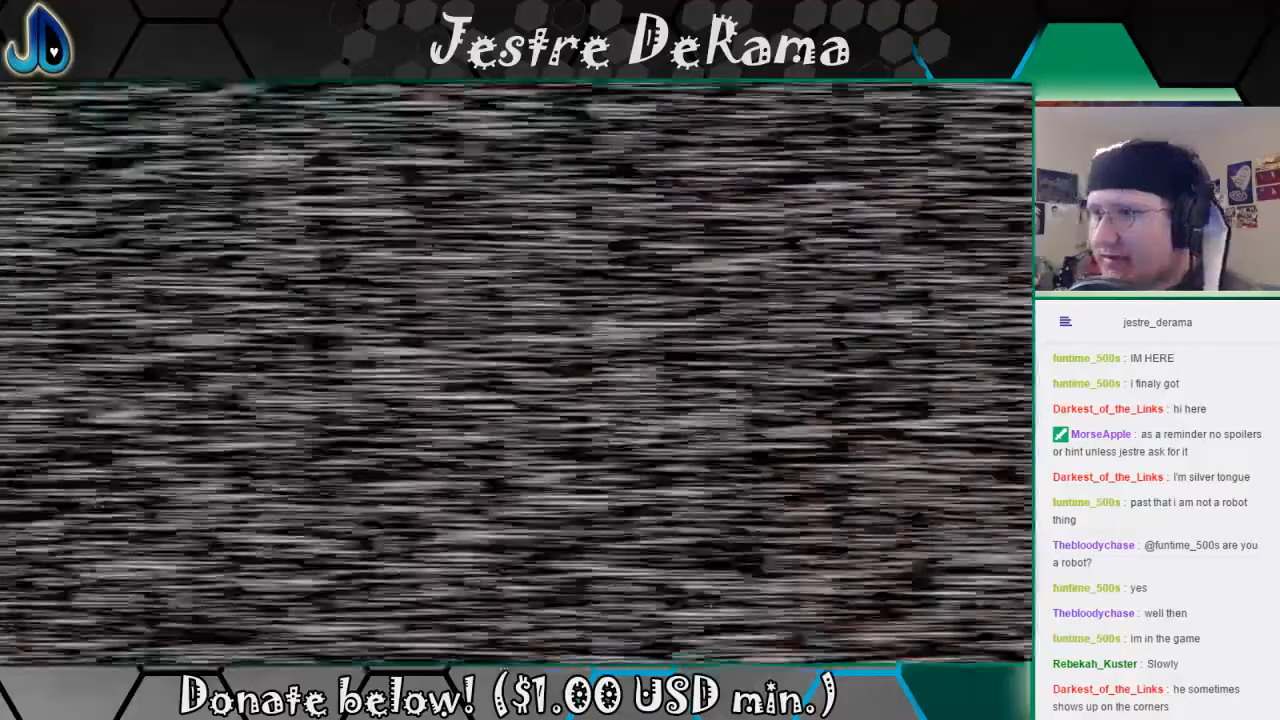 JD
Jestre DeRama
jestre_derama
funtime_500s : IM HERE
funtime_500s : i finaly got
Darkest_of_the_Links : hi here
MorseApple : as a reminder no spoilers
or hint unless jestre ask for it
Darkest_of_the_Links : I'm silver tongue
funtime_500s : past that i am not a robot
thing
Thebloodychase : @funtime_500s are you
a robot?
funtime_500s : yes
Thebloodychase : well then
funtime_500s : im in the game
Rebekah_Kuster : Slowly
Darkest_of_the_Links : he sometimes
shows up on the corners
Donate below! ($1.00 USD min.)